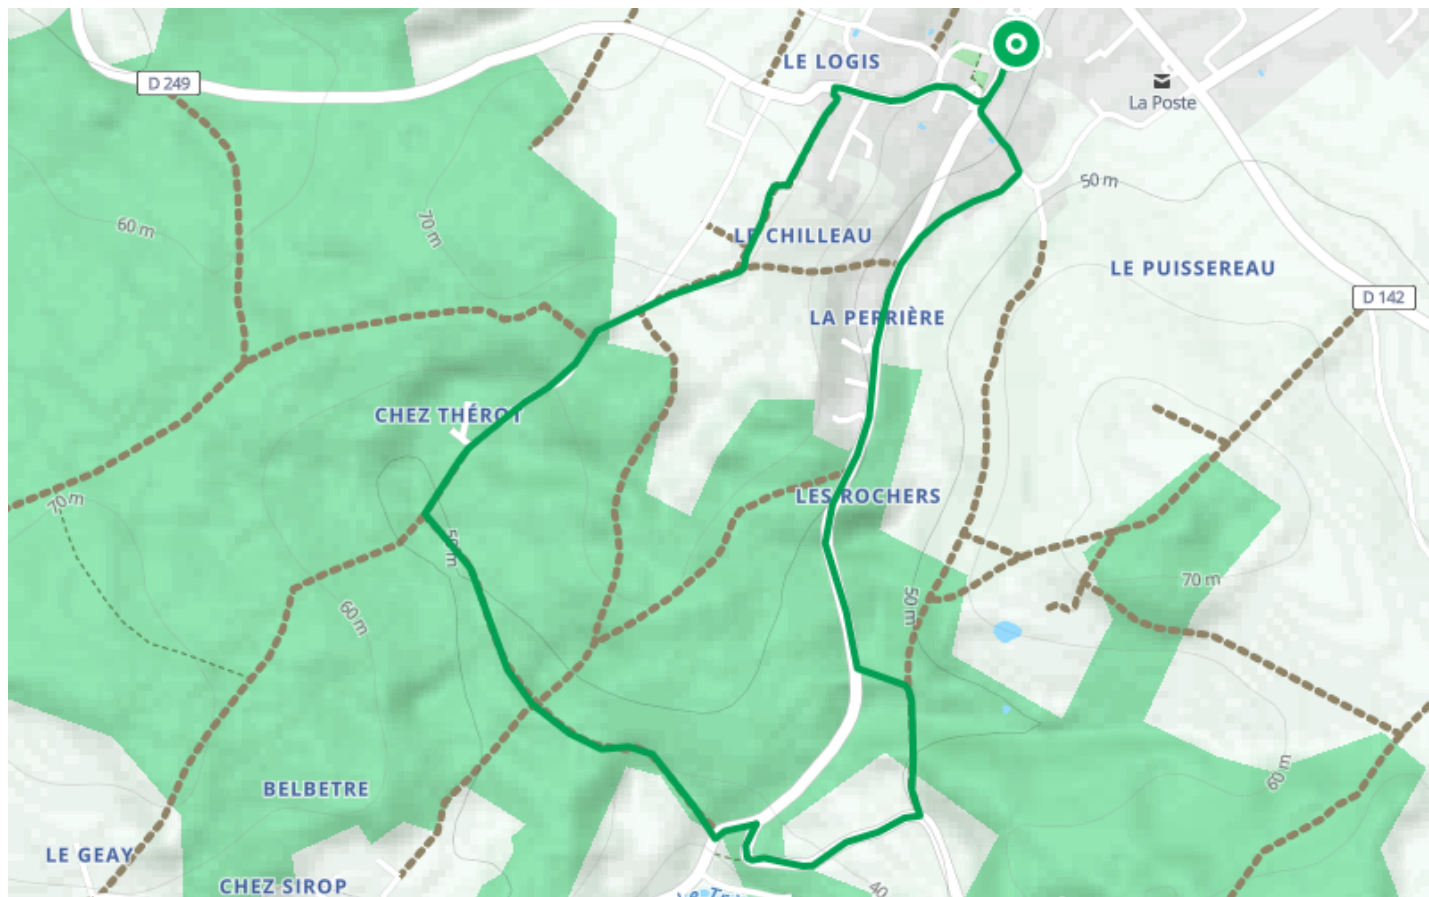 LE LOGIS
D 249
La Poste
50 m
60 m
70 m
LE CHILLEAU
LE PUISSEREAU
D 142
LA PERRIÈRE
CHEZ THÉROT
70 m
LES ROCHERS
50 m
70 m
50 m
60 m
60 m
BELBETRE
LE GEAY
CHEZ SIROP
40